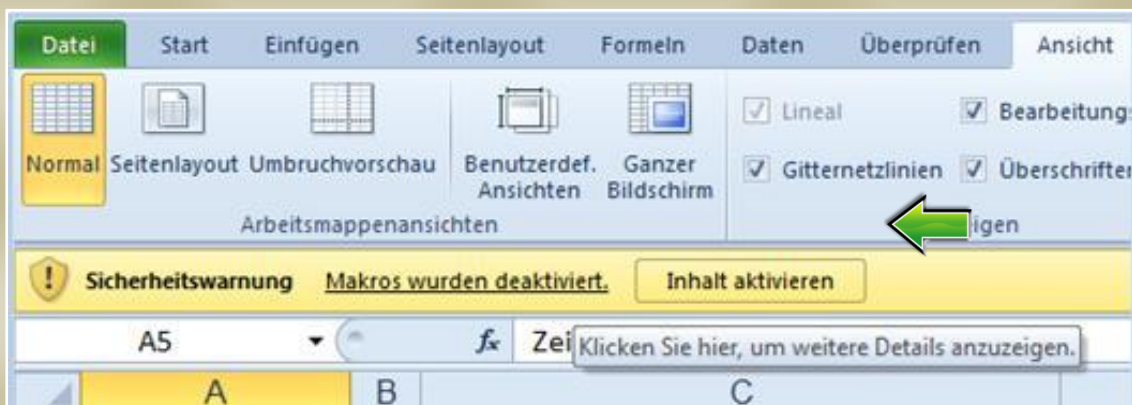 Datei Start Einfügen Seitenlayout Formeln Daten Überprüfen Ansicht
Lineal Bearbeitungs
Normal Seitenlayout Umbruchvorschau Benutzerdef. Ansichten Ganzer Bildschirm
Gitternetzlinien Überschriften
Arbeitsmappenansichten
Sicherheitswarnung Makros wurden deaktiviert. Inhalt aktivieren
A5 fx Zei
Klicken Sie hier, um weitere Details anzuzeigen.
A B C